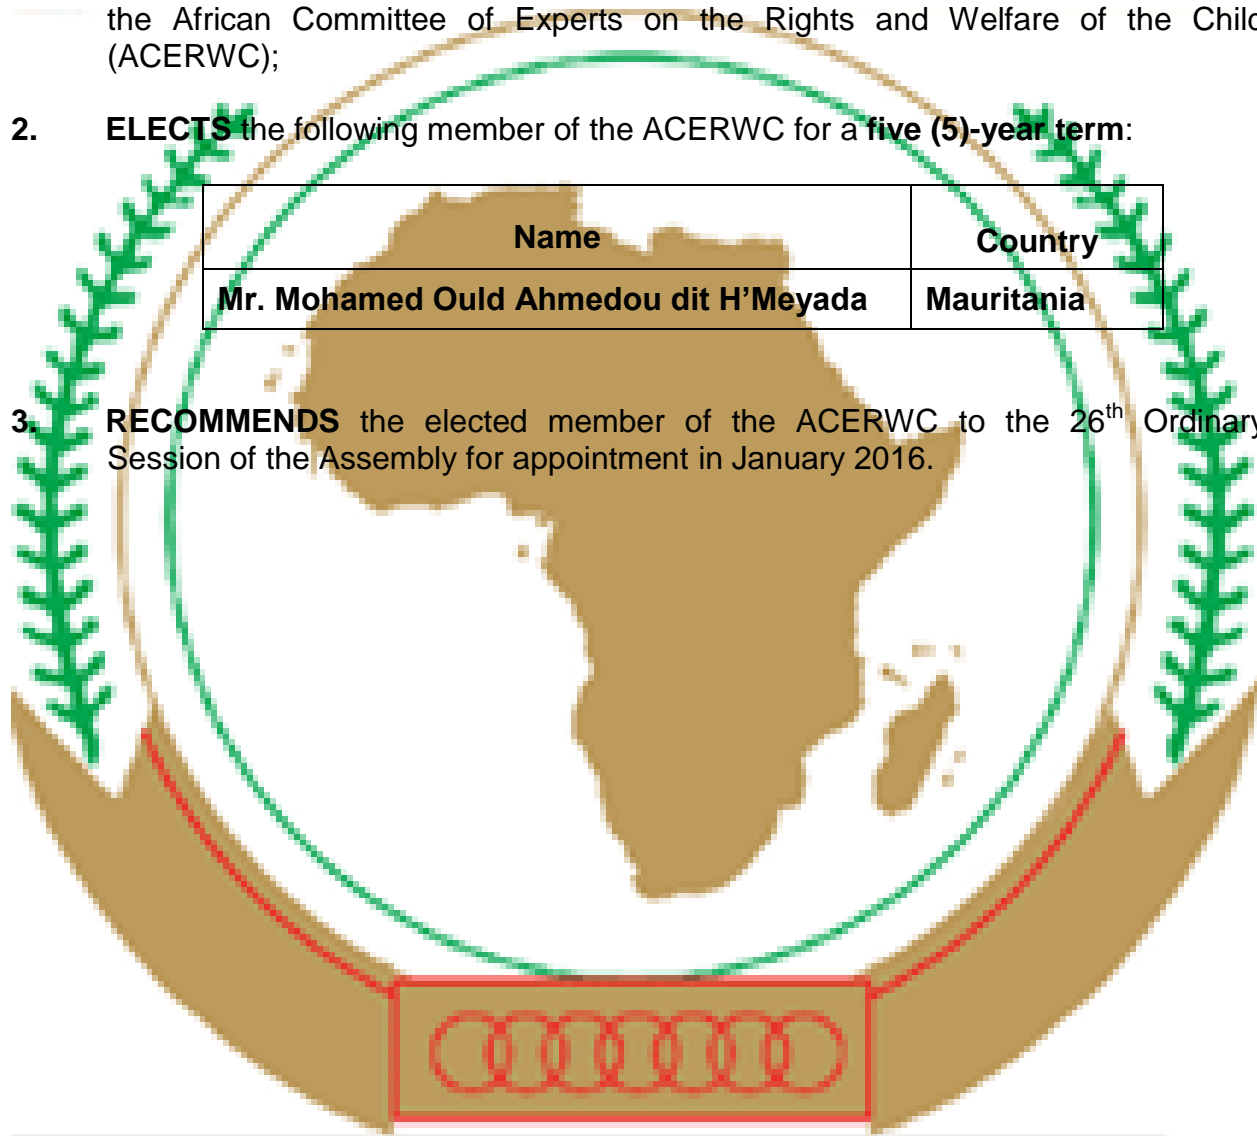 the African Committee of Experts on the Rights and Welfare of the Child
(ACERWC);
2. ELECTS the following member of the ACERWC for a five (5)-year term:
Name Country
Mr. Mohamed Ould Ahmedou dit H’Meyada Mauritania
3. RECOMMENDS the elected member of the ACERWC to the 26th Ordinary
Session of the Assembly for appointment in January 2016.